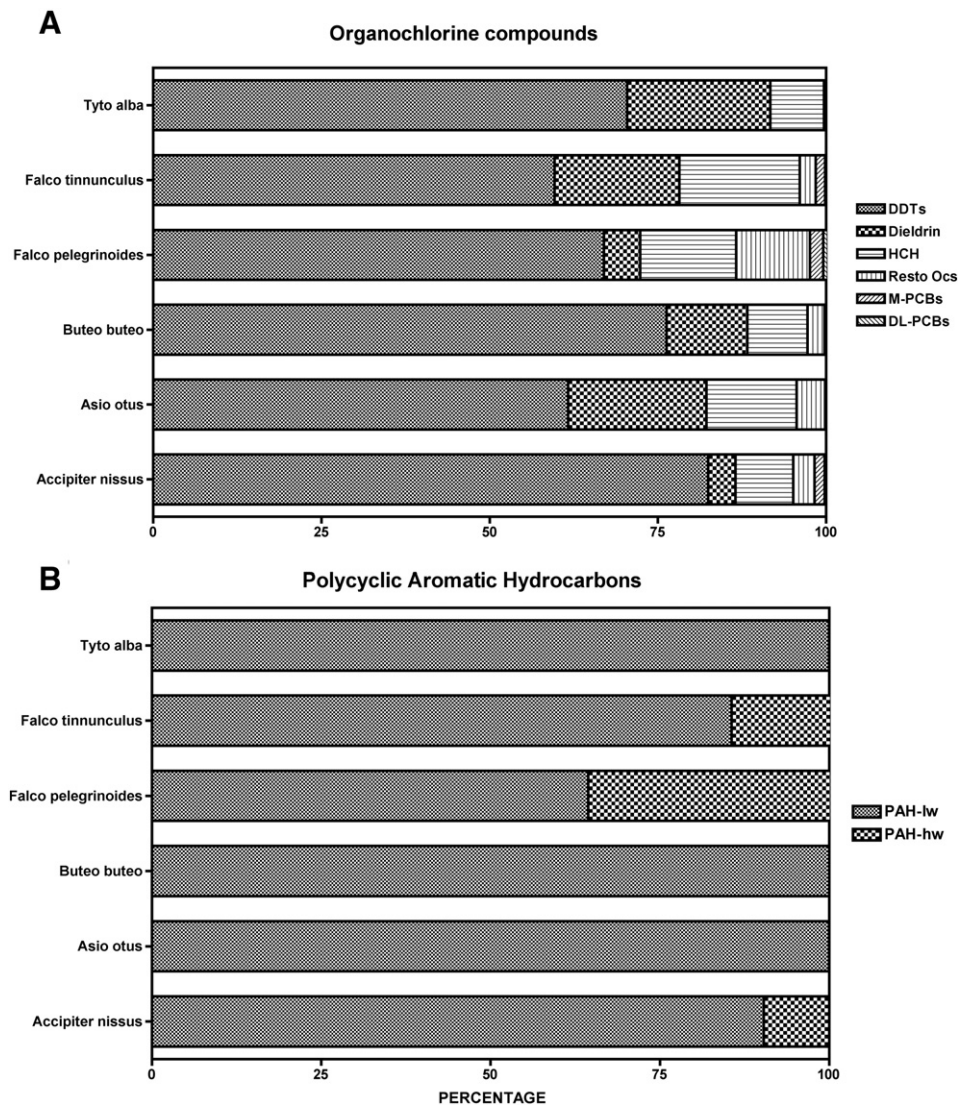 A
Organochlorine compounds
Tyto alba
Falco tinnunculus
Falco pelegrinoides
Buteo buteo
Asio otus
Accipiter nissus
0 25 50 75 100
DDTs
Dieldrin
HCH
Resto Ocs
M-PCBs
DL-PCBs
B
Polycyclic Aromatic Hydrocarbons
Tyto alba
Falco tinnunculus
Falco pelegrinoides
Buteo buteo
Asio otus
Accipiter nissus
0 25 50 75 100
PERCENTAGE
PAH-lw
PAH-hw